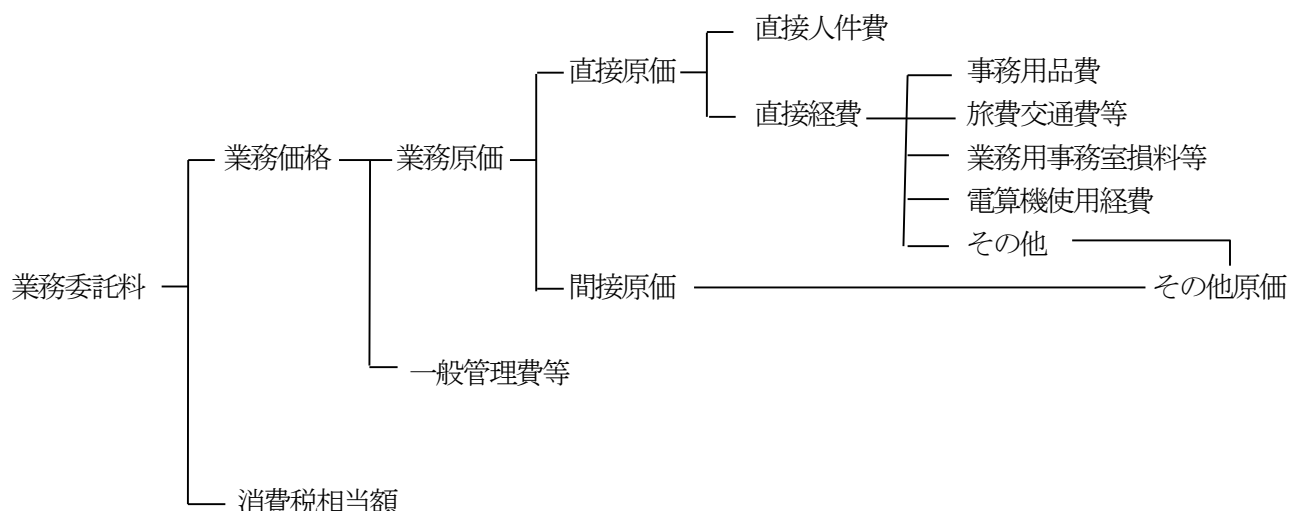 直接人件費
直接原価
事務用品費
直接経費
旅費交通費等
業務価格
業務原価
業務用事務室損料等
電算機使用経費
その他
業務委託料
間接原価
その他原価
一般管理費等
消費税相当額